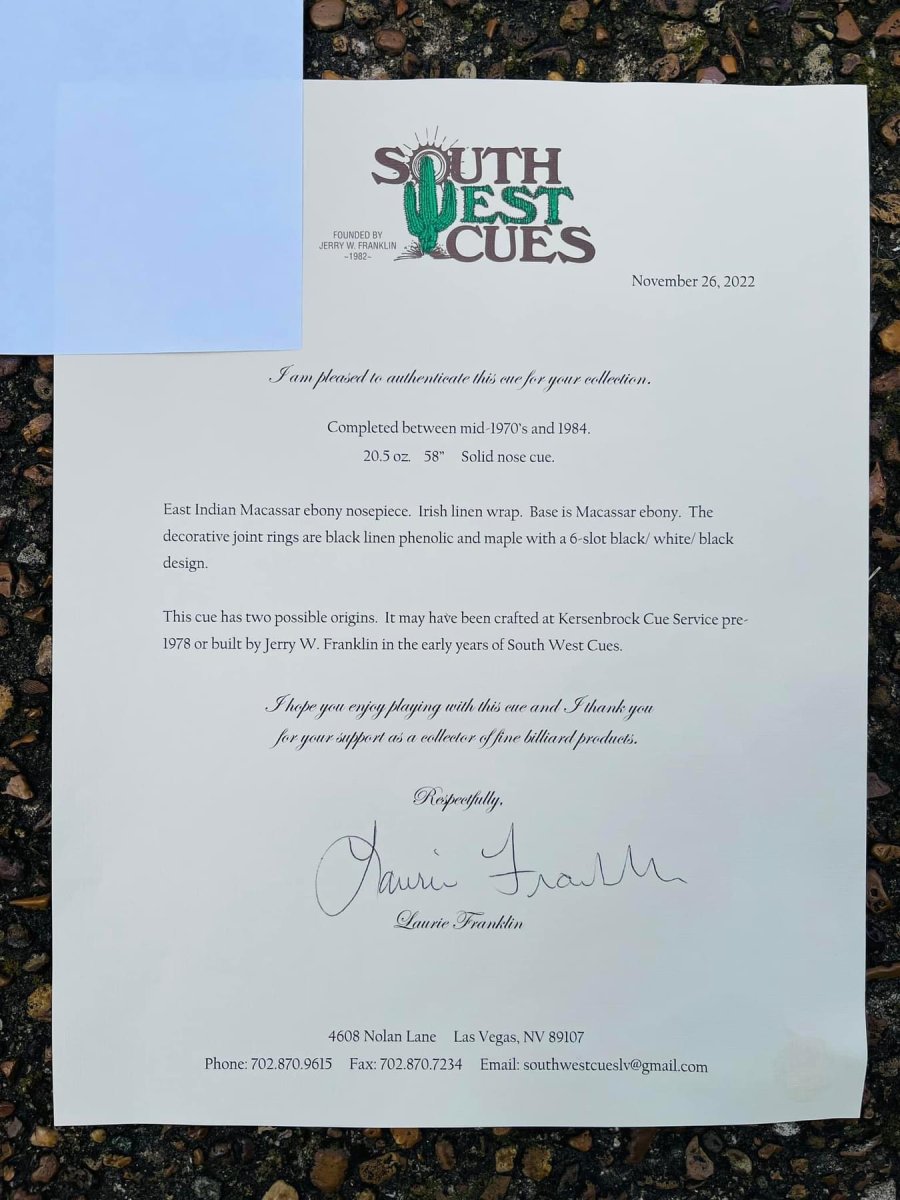 SOUTH
WEST
CUES
FOUNDED BY
JERRY W. FRANKLIN
~1982~
November 26, 2022
I am pleased to authenticate this cue for your collection.
Completed between mid-1970's and 1984.
20.5 oz. 58” Solid nose cue.
East Indian Macassar ebony nosepiece. Irish linen wrap. Base is Macassar ebony. The
decorative joint rings are black linen phenolic and maple with a 6-slot black/ white/ black
design.
This cue has two possible origins. It may have been crafted at Kersenbrock Cue Service pre-
1978 or built by Jerry W. Franklin in the early years of South West Cues.
I hope you enjoy playing with this cue and I thank you
for your support as a collector of fine billiard products.
Respectfully,
Laurie Franklin
Laurie Franklin
4608 Nolan Lane Las Vegas, NV 89107
Phone: 702.870.9615 Fax: 702.870.7234 Email: southwestcueslv@gmail.com